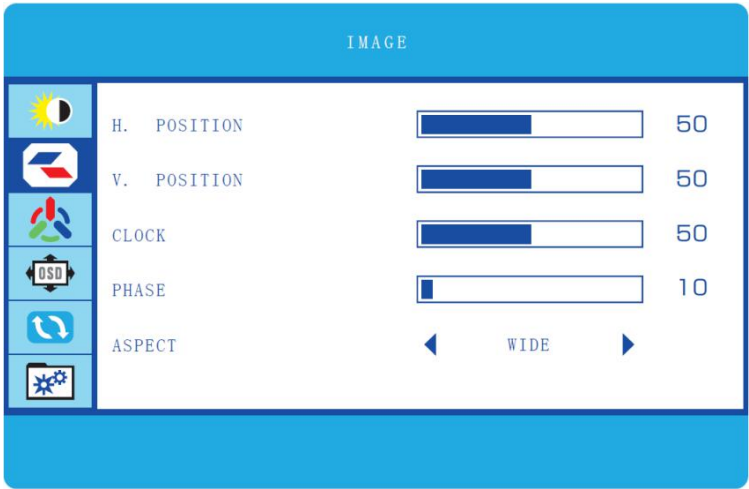 IMAGE
H. POSITION 50
V. POSITION 50
CLOCK 50
PHASE 10
OSD
ASPECT WIDE